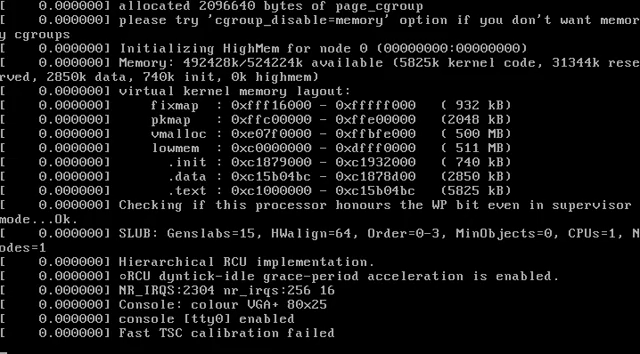 [    0.000000] allocated 2096640 bytes of page_cgroup
[    0.000000] please try 'cgroup_disable=memory' option if you don't want memor
y cgroups
[    0.000000] Initializing HighMem for node 0 (00000000:00000000)
[    0.000000] Memory: 492428k/524224k available (5825k kernel code, 31344k rese
rved, 2850k data, 740k init, 0k highmem)
[    0.000000] virtual kernel memory layout:
[    0.000000]     fixmap  : 0xfff16000 - 0xfffff000   ( 932 kB)
[    0.000000]     pkmap   : 0xffc00000 - 0xffe00000   (2048 kB)
[    0.000000]     vmalloc : 0xe07f0000 - 0xffbfe000   ( 500 MB)
[    0.000000]     lowmem  : 0xc0000000 - 0xdfff0000   ( 511 MB)
[    0.000000]       .init : 0xc1879000 - 0xc1932000   ( 740 kB)
[    0.000000]       .data : 0xc15b04bc - 0xc1878d00   (2850 kB)
[    0.000000]       .text : 0xc1000000 - 0xc15b04bc   (5825 kB)
[    0.000000] Checking if this processor honours the WP bit even in supervisor
mode...Ok.
[    0.000000] SLUB: Genslabs=15, HWalign=64, Order=0-3, MinObjects=0, CPUs=1, N
odes=1
[    0.000000] Hierarchical RCU implementation.
[    0.000000] ○RCU dyntick-idle grace-period acceleration is enabled.
[    0.000000] NR_IRQS:2304 nr_irqs:256 16
[    0.000000] Console: colour VGA+ 80x25
[    0.000000] console [tty0] enabled
[    0.000000] Fast TSC calibration failed